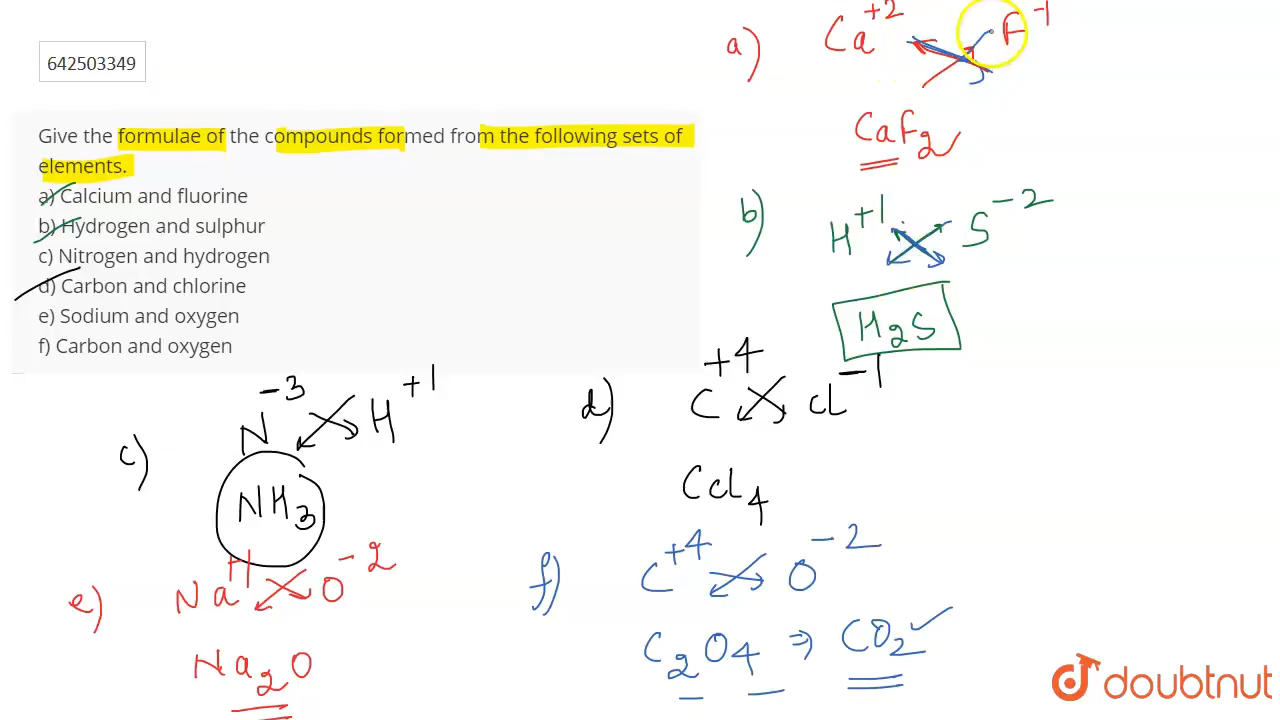 642503349
Give the formulae of the compounds formed from the following sets of
elements.
a) Calcium and fluorine
b) Hydrogen and sulphur
c) Nitrogen and hydrogen
d) Carbon and chlorine
e) Sodium and oxygen
f) Carbon and oxygen
a) Ca+2 F-1
CaF2
b) H+1 S-2
H2S
c) N-3 H+1
NH3
d) C+4 Cl-1
CCl4
e) Na+1 O-2
Na2O
f) C+4 O-2
C2O4 ⇒ CO2
doubtnut